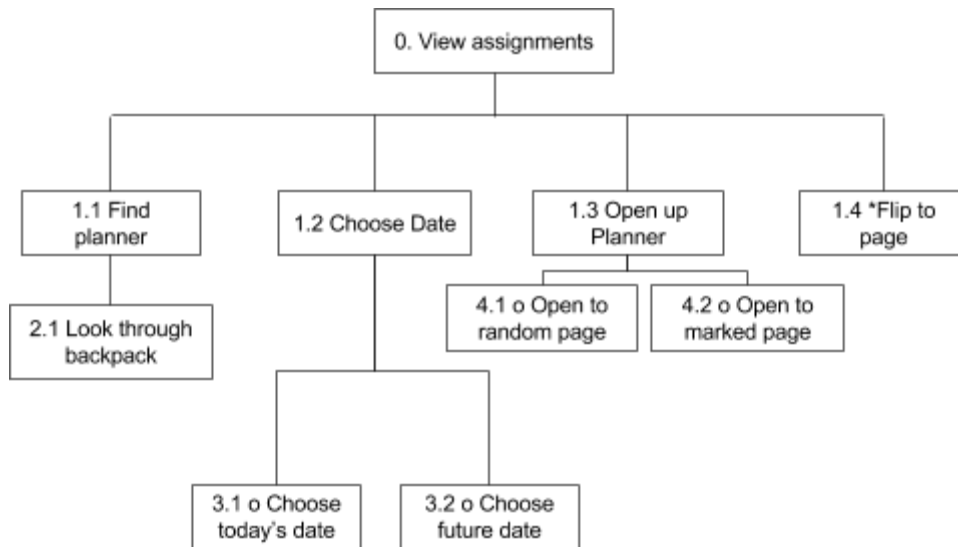 0. View assignments
1.1 Find
planner
1.2 Choose Date
1.3 Open up
Planner
1.4 *Flip to
page
2.1 Look through
backpack
4.1 o Open to
random page
4.2 o Open to
marked page
3.1 o Choose
today's date
3.2 o Choose
future date